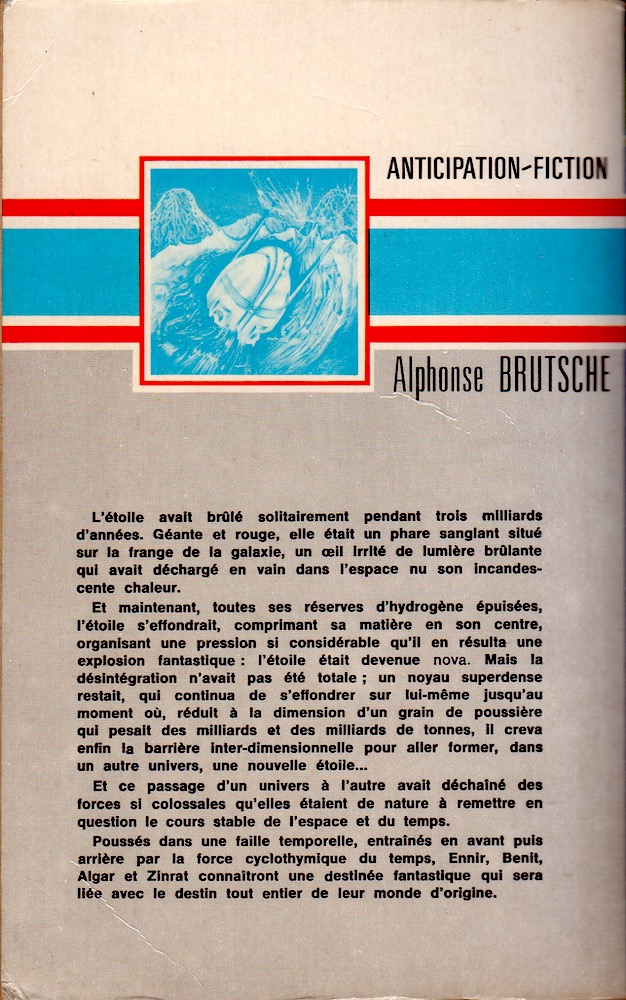 ANTICIPATION-FICTION
Alphonse BRUTSCHE
L'étoile avait brûlé solitairement pendant trois milliards
d'années. Géante et rouge, elle était un phare sanglant situé
sur la frange de la galaxie, un œil irrité de lumière brûlante
qui avait déchargé en vain dans l'espace nu son incandes-
cente chaleur.
Et maintenant, toutes ses réserves d'hydrogène épuisées,
l'étoile s'effondrait, comprimant sa matière en son centre,
organisant une pression si considérable qu'il en résulta une
explosion fantastique : l'étoile était devenue nova. Mais la
désintégration n'avait pas été totale ; un noyau superdense
restait, qui continua de s'effondrer sur lui-même jusqu'au
moment où, réduit à la dimension d'un grain de poussière
qui pesait des milliards et des milliards de tonnes, il creva
enfin la barrière inter-dimensionnelle pour aller former, dans
un autre univers, une nouvelle étoile...
Et ce passage d'un univers à l'autre avait déchaîné des
forces si colossales qu'elles étaient de nature à remettre en
question le cours stable de l'espace et du temps.
Poussés dans une faille temporelle, entraînés en avant puis
arrière par la force cyclothymique du temps, Ennir, Benit,
Algar et Zinrat connaîtront une destinée fantastique qui sera
liée avec le destin tout entier de leur monde d'origine.